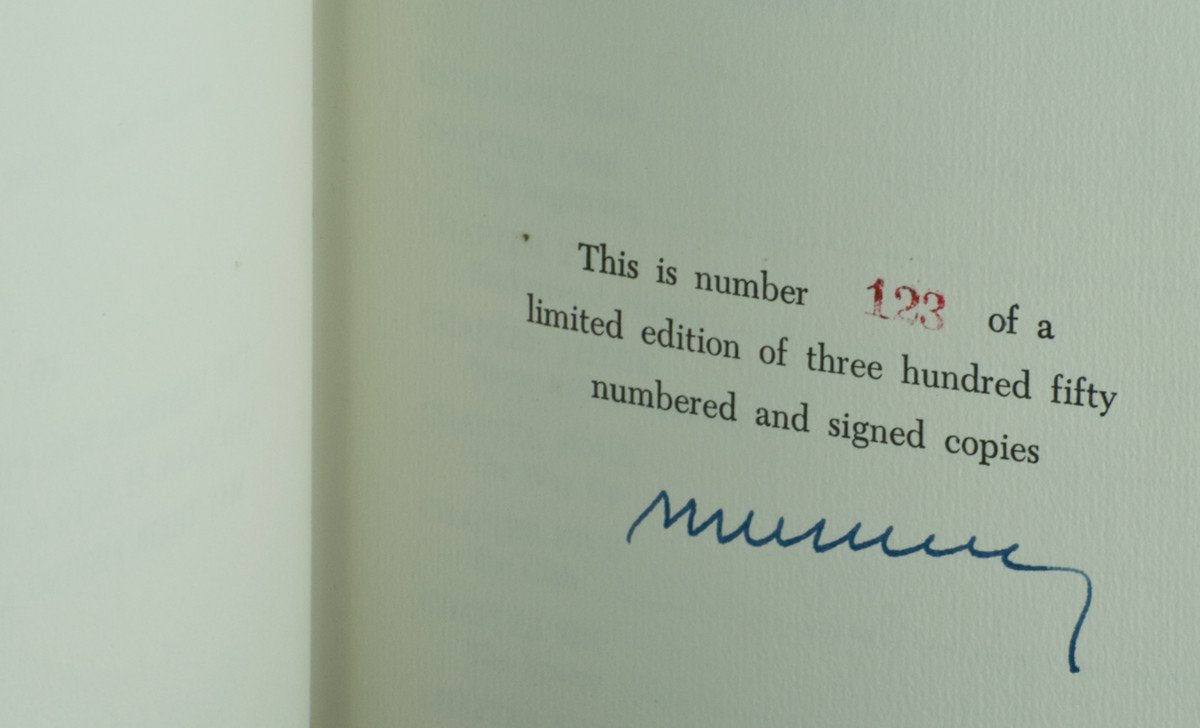 This is number 123 of a
limited edition of three hundred fifty
numbered and signed copies